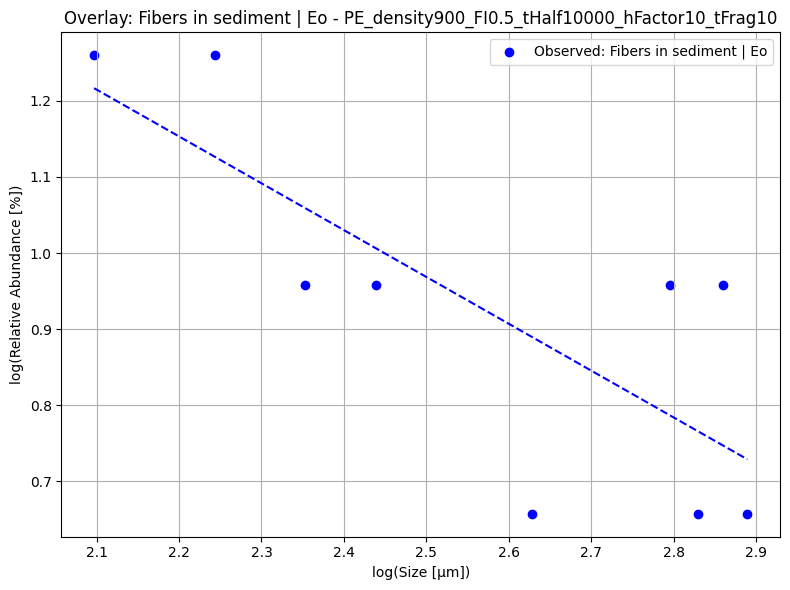 Overlay: Fibers in sediment | Eo - PE_density900_FI0.5_tHalf10000_hFactor10_tFrag10
Observed: Fibers in sediment | Eo
log(Relative Abundance [%])
1.2
1.1
1.0
0.9
0.8
0.7
2.1 2.2 2.3 2.4 2.5 2.6 2.7 2.8 2.9
log(Size [μm])